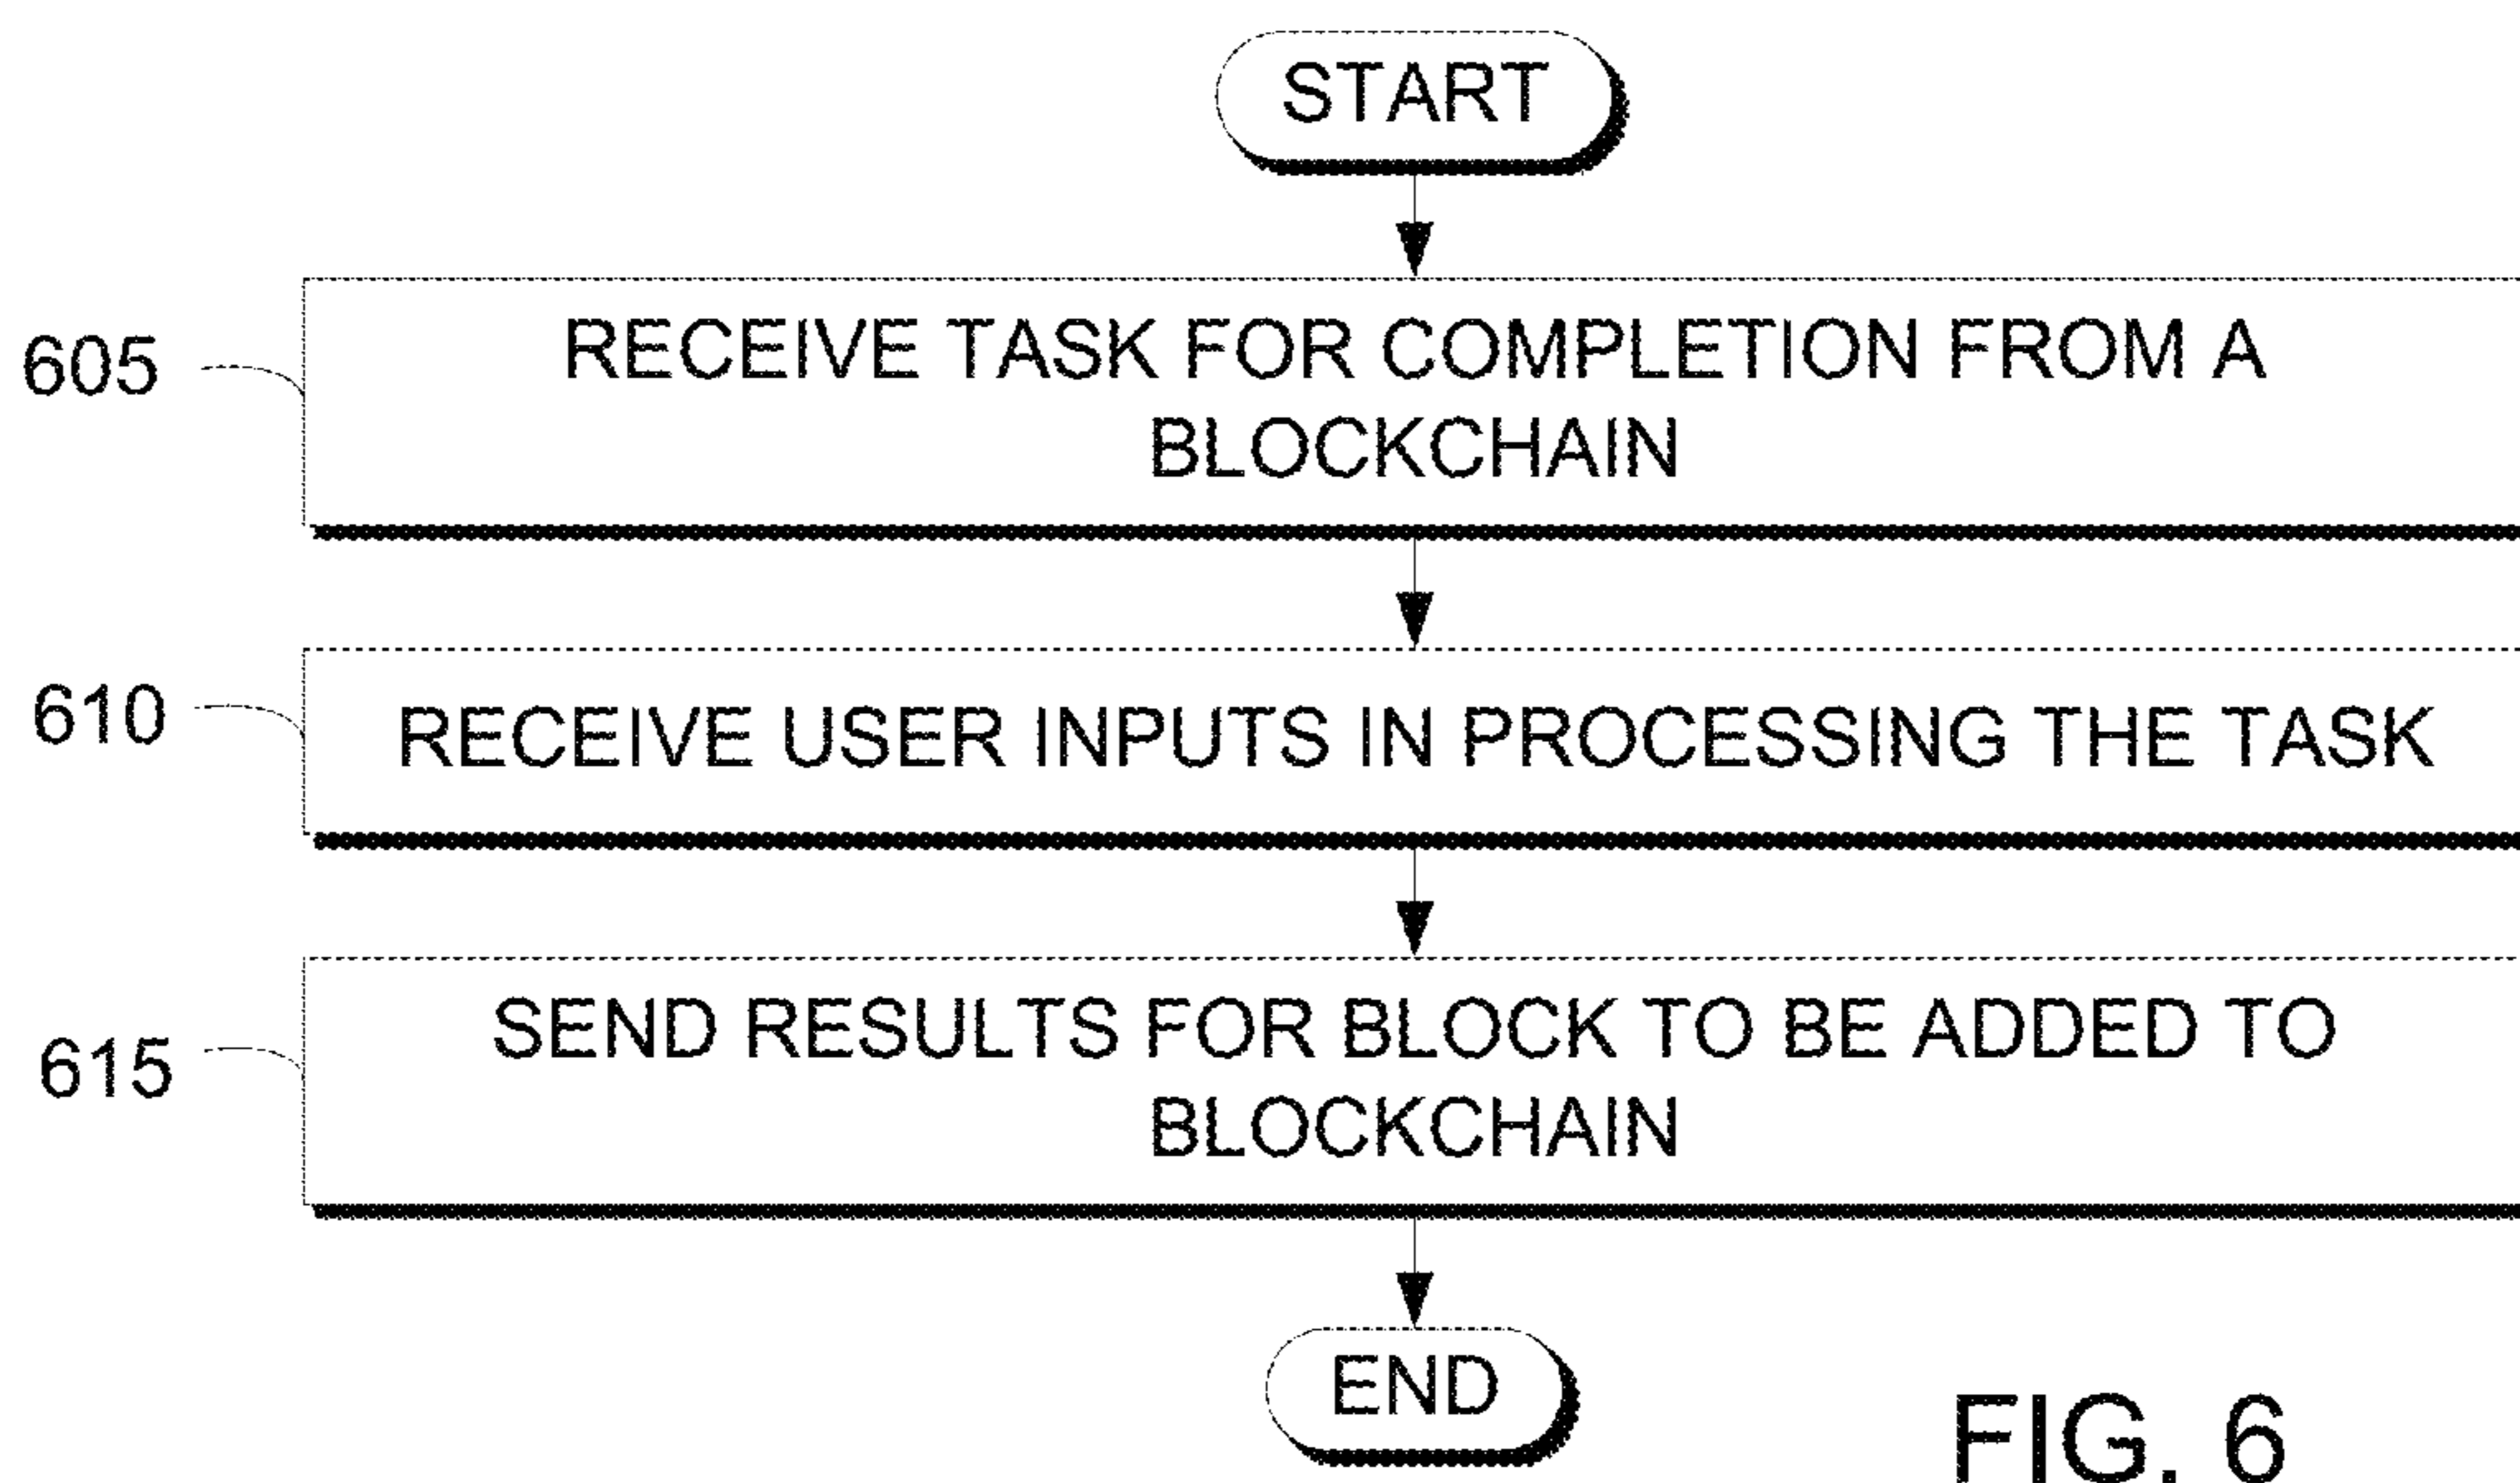 START
605
RECEIVE TASK FOR COMPLETION FROM A
BLOCKCHAIN
610
RECEIVE USER INPUTS IN PROCESSING THE TASK
615
SEND RESULTS FOR BLOCK TO BE ADDED TO
BLOCKCHAIN
END
FIG. 6